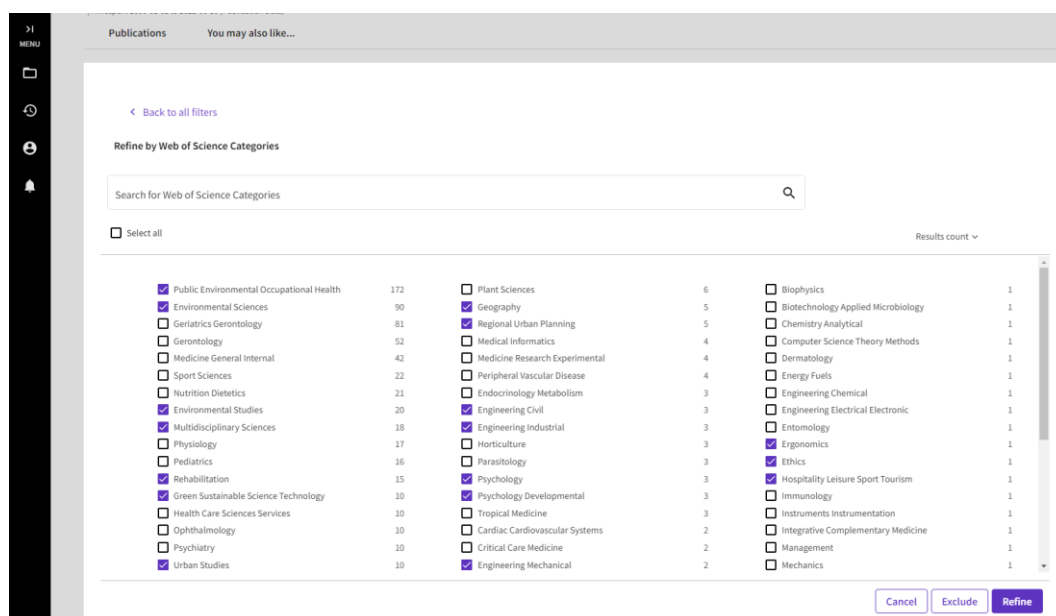 MENU
Publications You may also like...
Back to all filters
Refine by Web of Science Categories
Search for Web of Science Categories
Select all
Results count
Public Environmental Occupational Health 172
Environmental Sciences 90
Geriatrics Gerontology 81
Gerontology 52
Medicine General Internal 42
Sport Sciences 22
Nutrition Dietetics 21
Environmental Studies 20
Multidisciplinary Sciences 18
Physiology 17
Pediatrics 16
Rehabilitation 15
Green Sustainable Science Technology 10
Health Care Sciences Services 10
Ophthalmology 10
Psychiatry 10
Urban Studies 10
Plant Sciences 6
Geography 5
Regional Urban Planning 5
Medical Informatics 4
Medicine Research Experimental 4
Peripheral Vascular Disease 4
Endocrinology Metabolism 3
Engineering Civil 3
Engineering Industrial 3
Horticulture 3
Parasitology 3
Psychology 3
Psychology Developmental 3
Tropical Medicine 3
Cardiac Cardiovascular Systems 2
Critical Care Medicine 2
Engineering Mechanical 2
Biophysics 1
Biotechnology Applied Microbiology 1
Chemistry Analytical 1
Computer Science Theory Methods 1
Dermatology 1
Energy Fuels 1
Engineering Chemical 1
Engineering Electrical Electronic 1
Entomology 1
Ergonomics 1
Ethics 1
Hospitality Leisure Sport Tourism 1
Immunology 1
Instruments Instrumentation 1
Integrative Complementary Medicine 1
Management 1
Mechanics 1
Cancel Exclude Refine